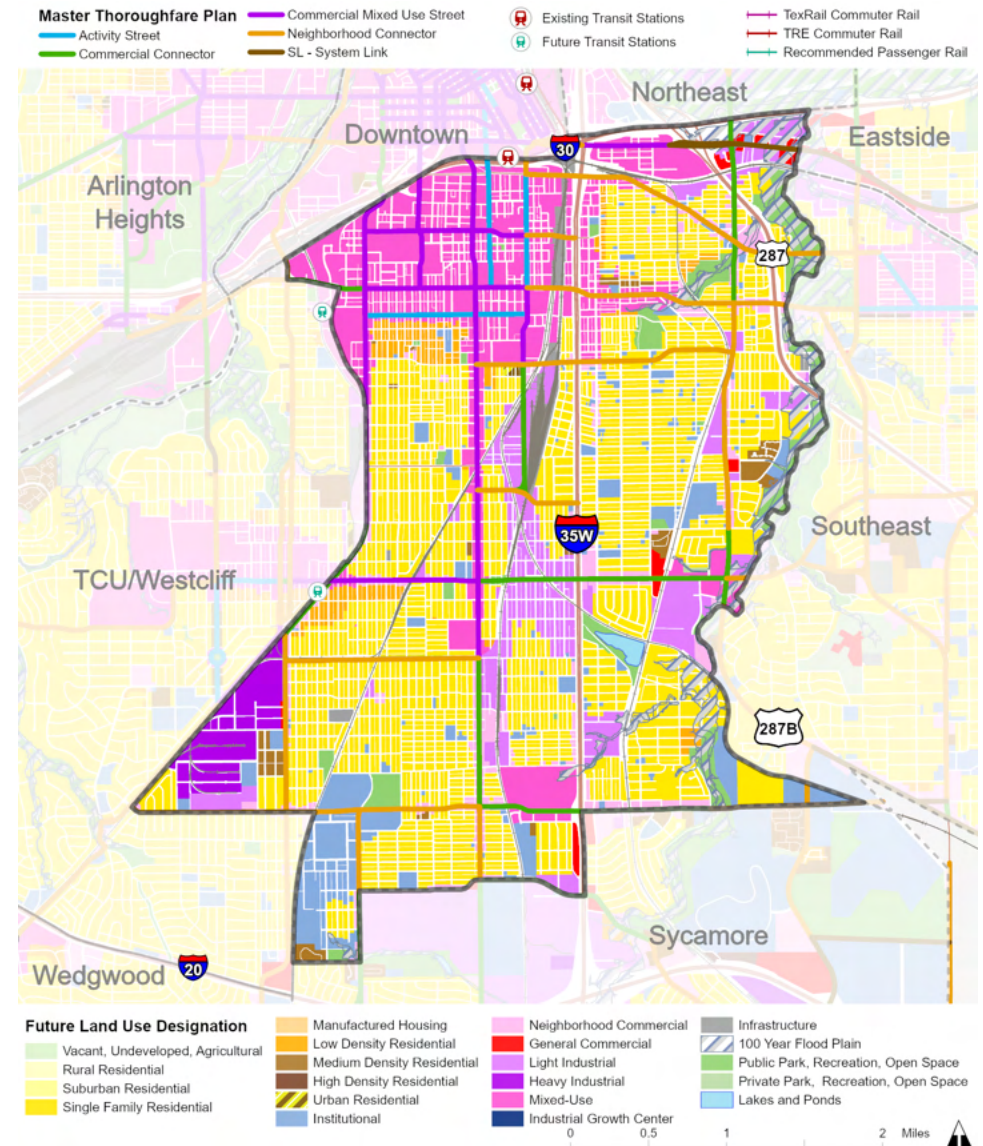 Master Thoroughfare Plan
Activity Street
Commercial Connector
Commercial Mixed Use Street
Neighborhood Connector
SL - System Link
Existing Transit Stations
Future Transit Stations
TexRail Commuter Rail
TRE Commuter Rail
Recommended Passenger Rail
Northeast
Downtown
30
Eastside
Arlington
Heights
287
35W
Southeast
TCU/Westcliff
287B
Sycamore
Wedgwood
20
Future Land Use Designation
Vacant, Undeveloped, Agricultural
Rural Residential
Suburban Residential
Single Family Residential
Manufactured Housing
Low Density Residential
Medium Density Residential
High Density Residential
Urban Residential
Institutional
Neighborhood Commercial
General Commercial
Light Industrial
Heavy Industrial
Mixed-Use
Industrial Growth Center
Infrastructure
100 Year Flood Plain
Public Park, Recreation, Open Space
Private Park, Recreation, Open Space
Lakes and Ponds
0 0.5 1 2 Miles